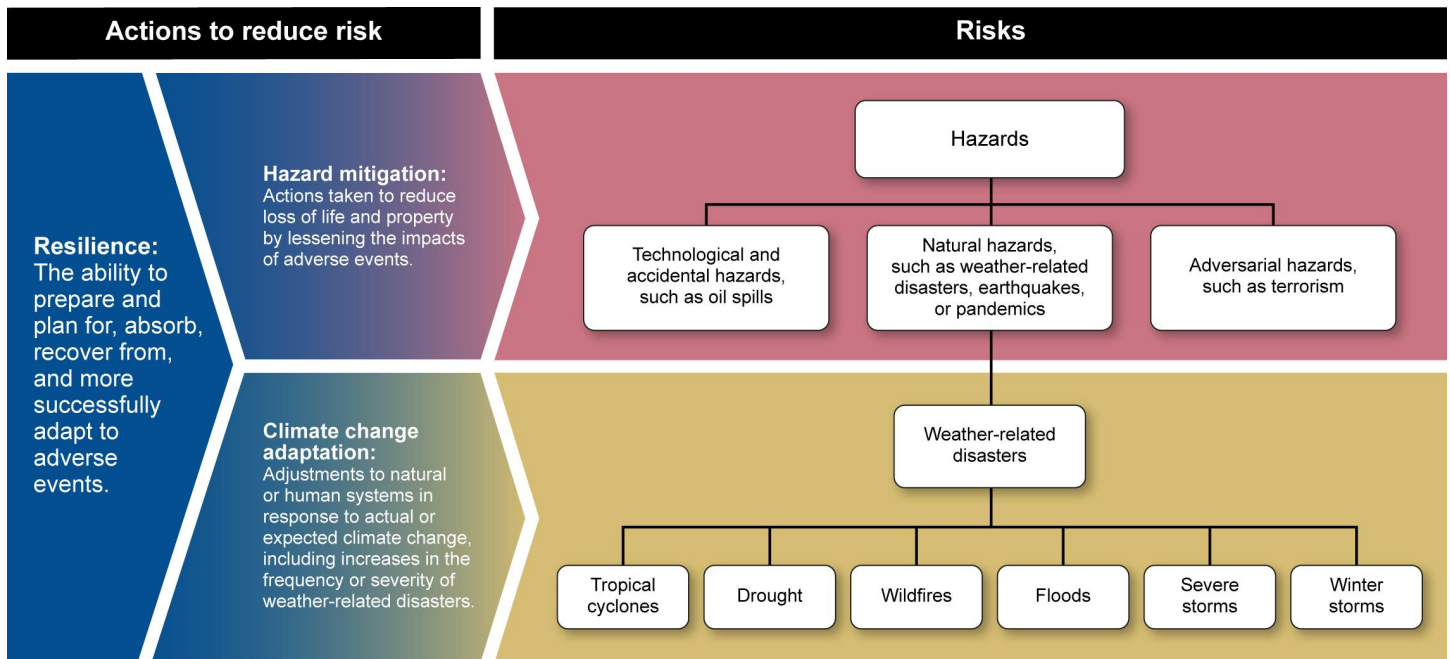 Actions to reduce risk
Risks
Resilience:
The ability to
prepare and
plan for, absorb,
recover from,
and more
successfully
adapt to
adverse
events.
Hazard mitigation:
Actions taken to reduce
loss of life and property
by lessening the impacts
of adverse events.
Climate change
adaptation:
Adjustments to natural
or human systems in
response to actual or
expected climate change,
including increases in the
frequency or severity of
weather-related disasters.
Hazards
Technological and
accidental hazards,
such as oil spills
Natural hazards,
such as weather-related
disasters, earthquakes,
or pandemics
Adversarial hazards,
such as terrorism
Weather-related
disasters
Tropical
cyclones
Drought
Wildfires
Floods
Severe
storms
Winter
storms